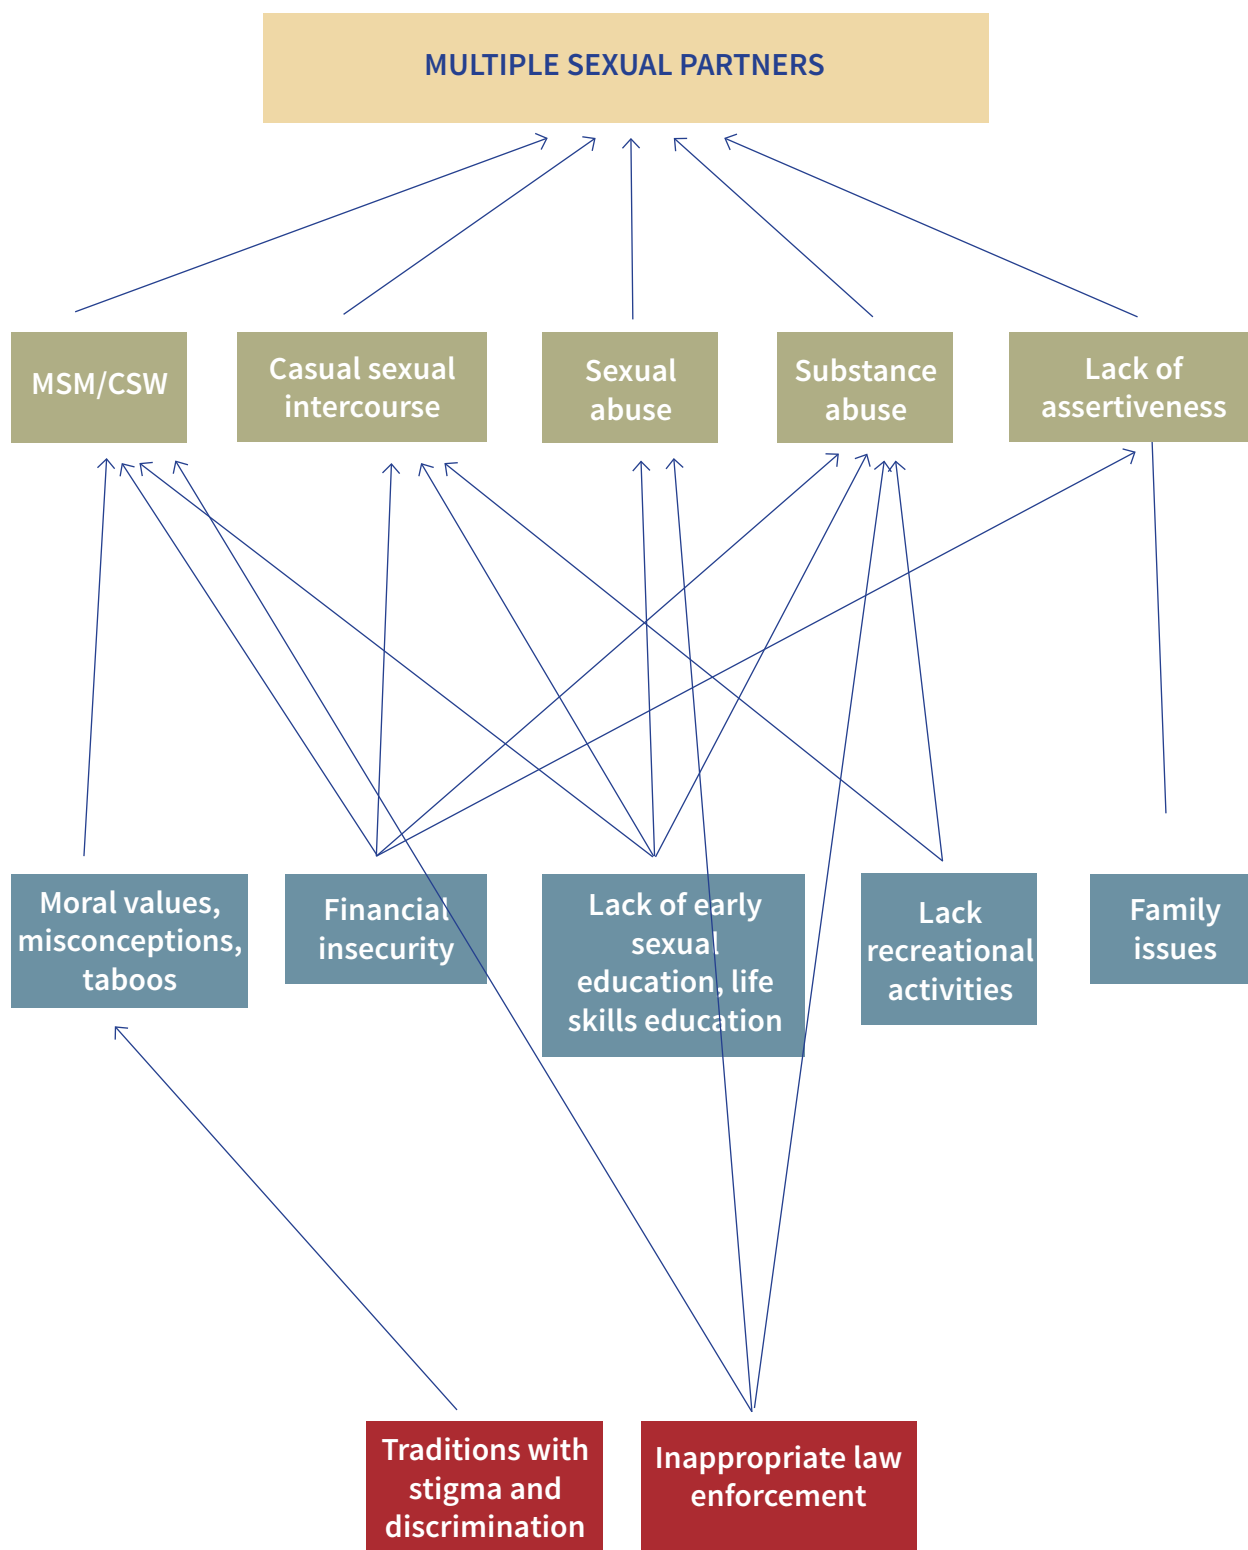 MULTIPLE SEXUAL PARTNERS
MSM/CSW
Casual sexual
intercourse
Sexual
abuse
Substance
abuse
Lack of
assertiveness
Moral values,
misconceptions,
taboos
Financial
insecurity
Lack of early
sexual
education, life
skills education
Lack
recreational
activities
Family
issues
Traditions with
stigma and
discrimination
Inappropriate law
enforcement